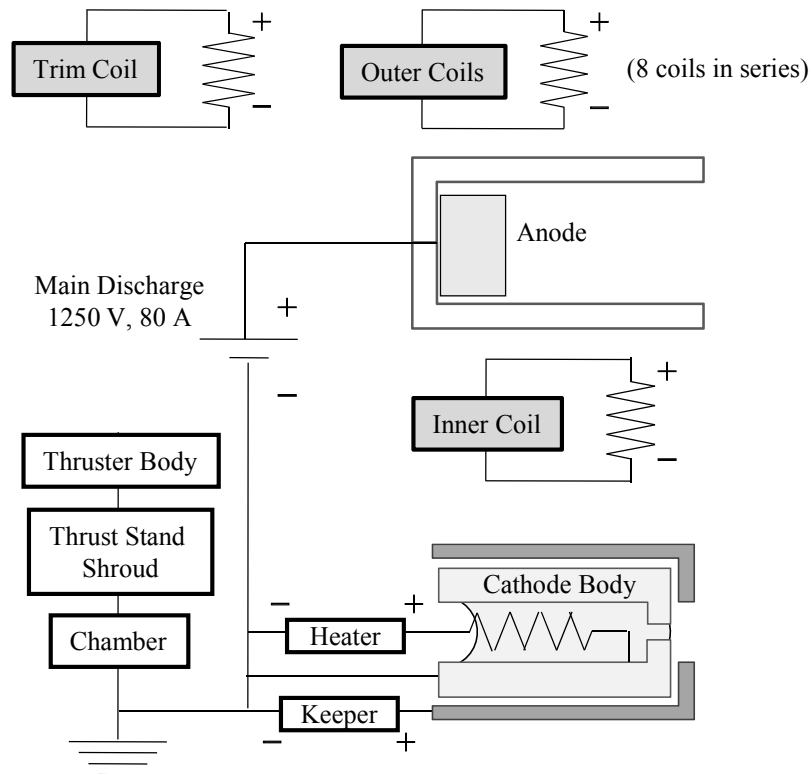 +
+
Trim Coil
Outer Coils
(8 coils in series)
−
−
Anode
Main Discharge
1250 V, 80 A
+
−
+
Inner Coil
−
Thruster Body
Thrust Stand
Shroud
Chamber
Cathode Body
−
+
Heater
Keeper
−
+